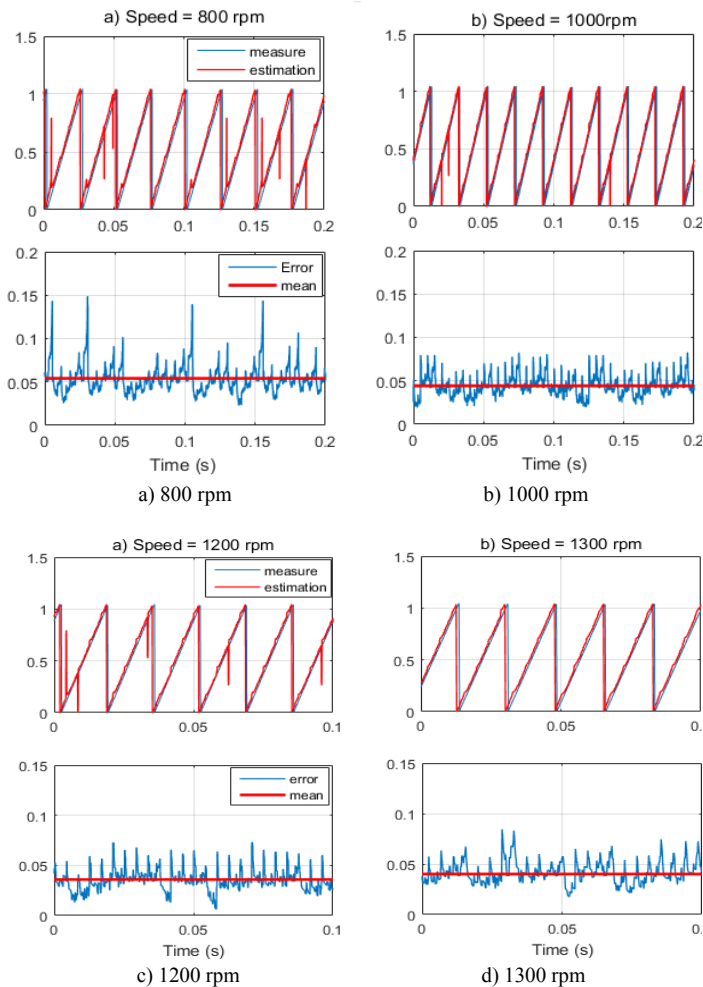 a) Speed = 800 rpm
measure
estimation
1.5
1
0.5
0
0 0.05 0.1 0.15 0.2
Error
mean
0.2
0.15
0.1
0.05
0
0 0.05 0.1 0.15 0.2
Time (s)
a) 800 rpm
b) Speed = 1000rpm
1.5
1
0.5
0
0 0.05 0.1 0.15 0.2
0.2
0.15
0.1
0.05
0
0 0.05 0.1 0.15 0.2
Time (s)
b) 1000 rpm
a) Speed = 1200 rpm
measure
estimation
1.5
1
0.5
0
0 0.05 0.1
error
mean
0.15
0.1
0.05
0
0 0.05 0.1
Time (s)
c) 1200 rpm
b) Speed = 1300 rpm
1.5
1
0.5
0
0 0.05 0.1
0.15
0.1
0.05
0
0 0.05 0.1
Time (s)
d) 1300 rpm